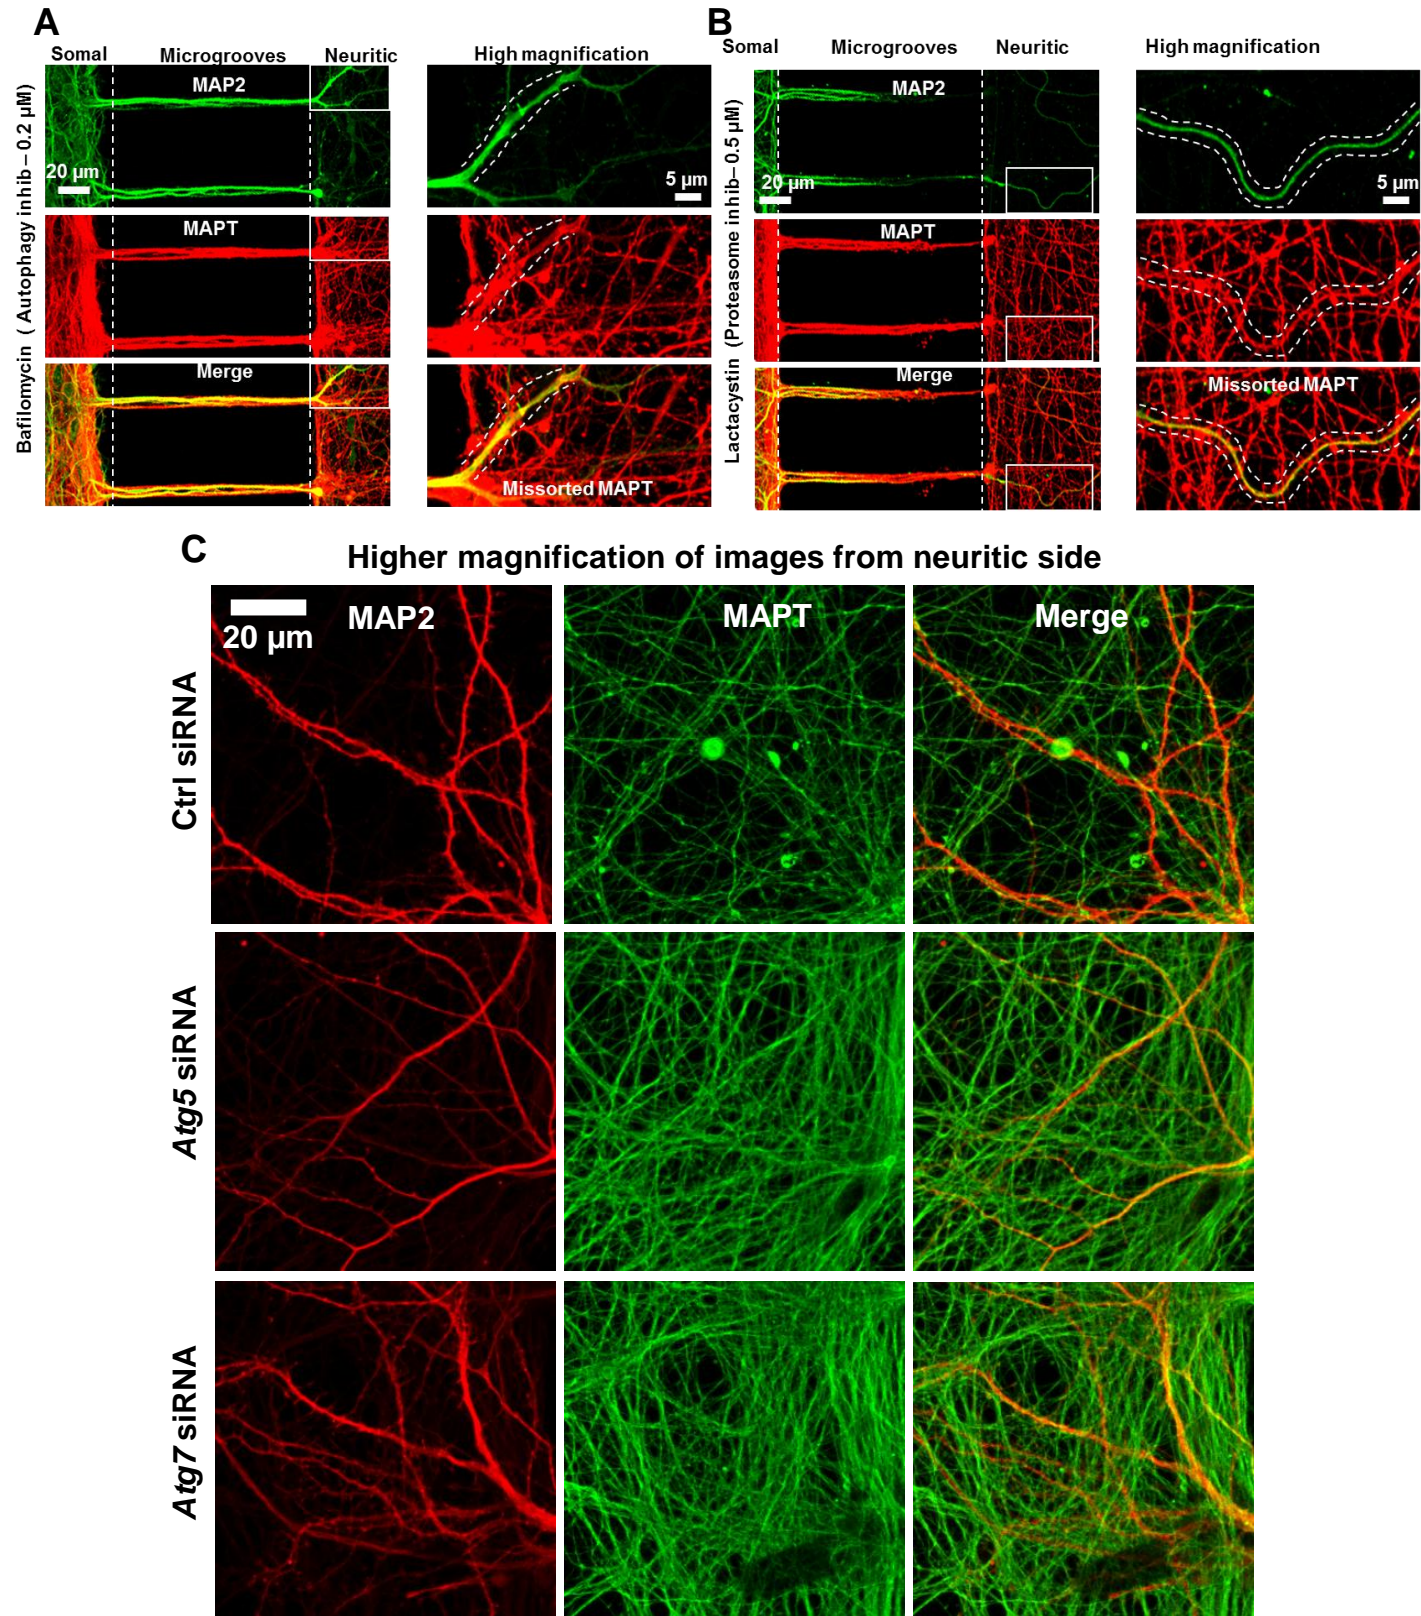 A
Somal Microgrooves Neuritic High magnification
Bafilomycin ( Autophagy inhib – 0.2 µM)
MAP2
20 µm
5 µm
MAPT
Merge
Missorted MAPT
B
Somal Microgrooves Neuritic High magnification
Lactacystin (Proteasome inhib– 0.5 µM)
MAP2
20 µm
5 µm
MAPT
Merge
Missorted MAPT
C
Higher magnification of images from neuritic side
MAP2 MAPT Merge
20 µm
Ctrl siRNA
Atg5 siRNA
Atg7 siRNA